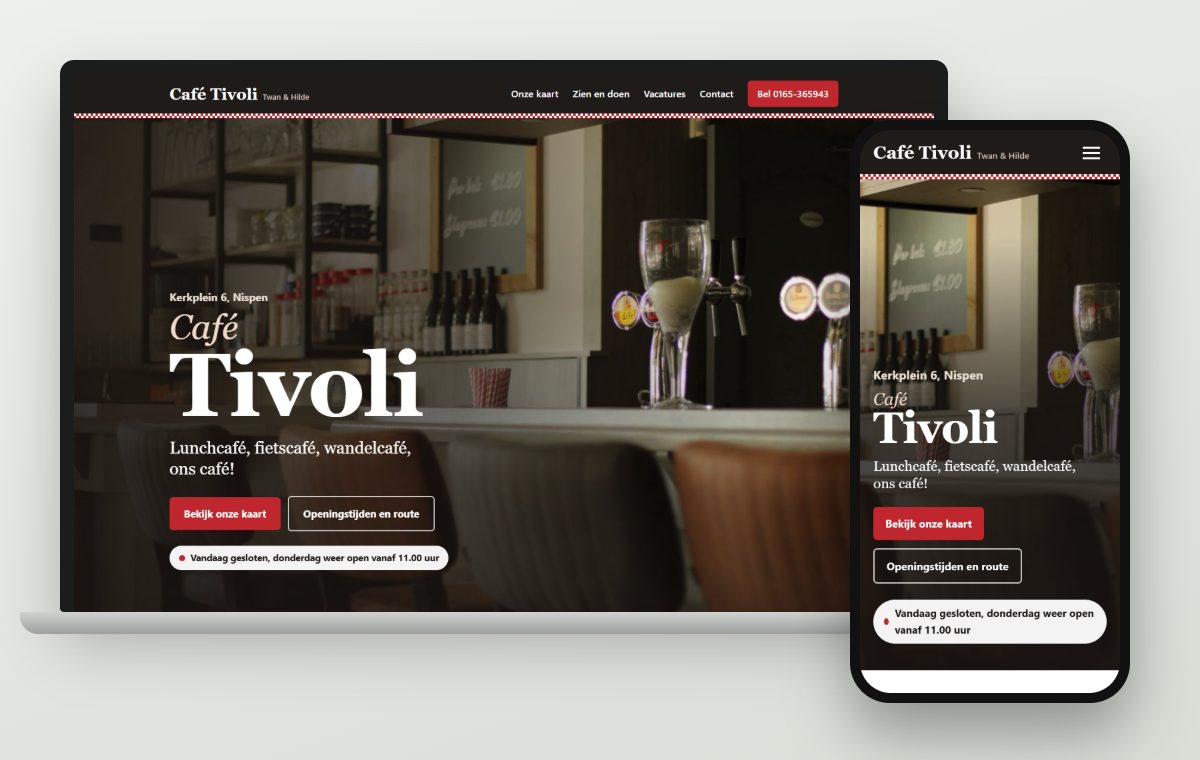 Café Tivoli Twan & Hilde
Onze kaart Zien en doen Vacatures Contact Bel 0165-365943
Kerkplein 6, Nispen
Café
Tivoli
Lunchcafé, fietscafé, wandelcafé,
ons café!
Bekijk onze kaart Openingstijden en route
Vandaag gesloten, donderdag weer open vanaf 11.00 uur
Café Tivoli Twan & Hilde
Kerkplein 6, Nispen
Café
Tivoli
Lunchcafé, fietscafé, wandelcafé,
ons café!
Bekijk onze kaart
Openingstijden en route
Vandaag gesloten, donderdag weer open
vanaf 11.00 uur